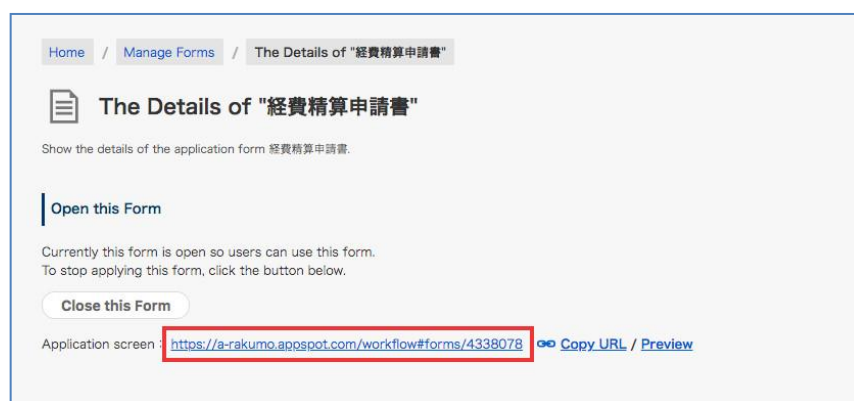 Home / Manage Forms / The Details of "経費精算申請書"
The Details of "経費精算申請書"
Show the details of the application form 経費精算申請書.
Open this Form
Currently this form is open so users can use this form.
To stop applying this form, click the button below.
Close this Form
Application screen : https://a-rakumo.appspot.com/workflow#forms/4338078 Copy URL / Preview